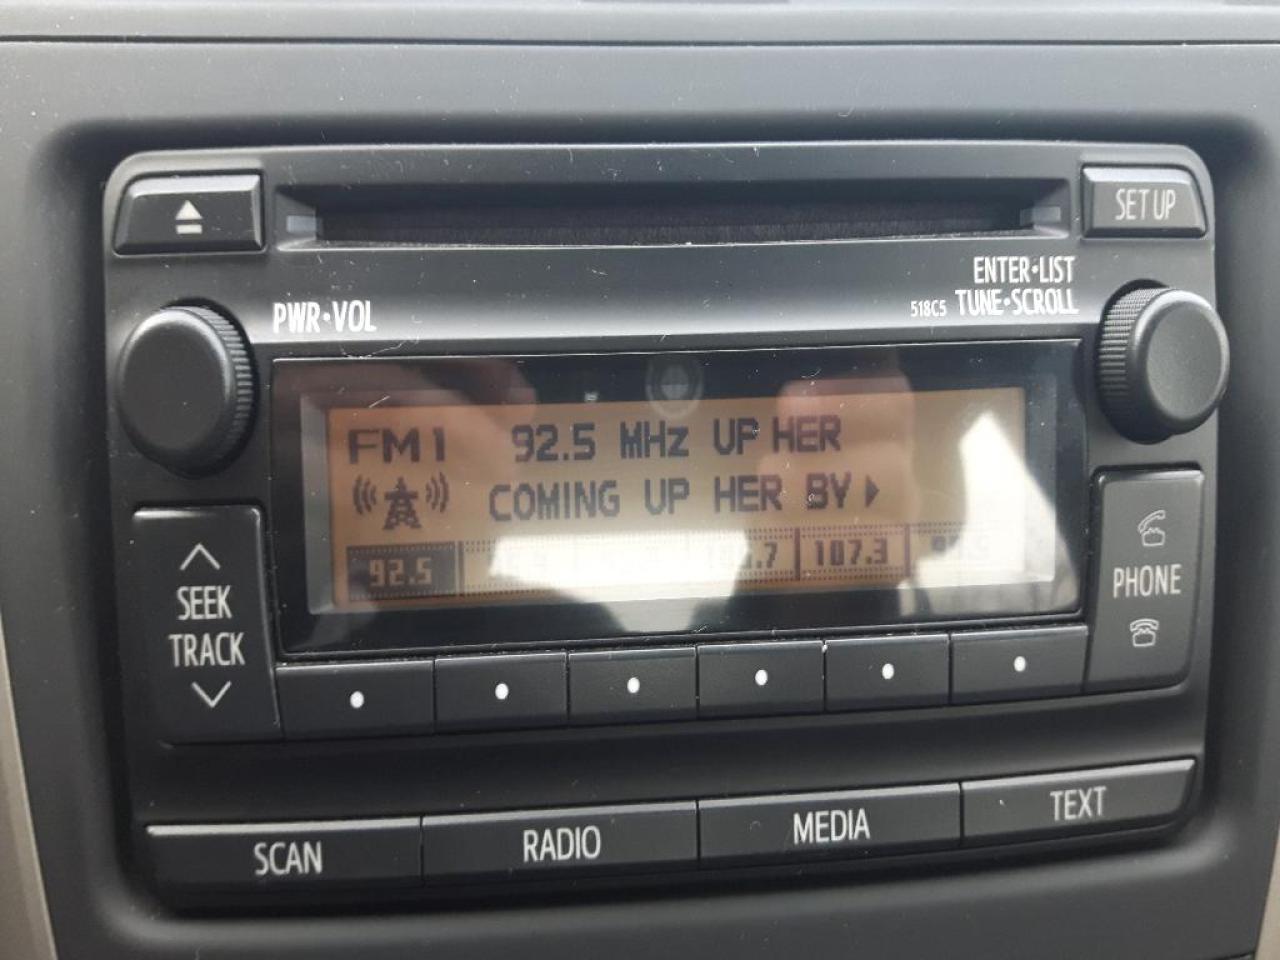 SET UP
ENTER•LIST
518C5 TUNE•SCROLL
PWR•VOL
FM1 92.5 MHz UP HER
COMING UP HER BY
92.5 107.3
SEEK
TRACK
PHONE
SCAN RADIO MEDIA TEXT